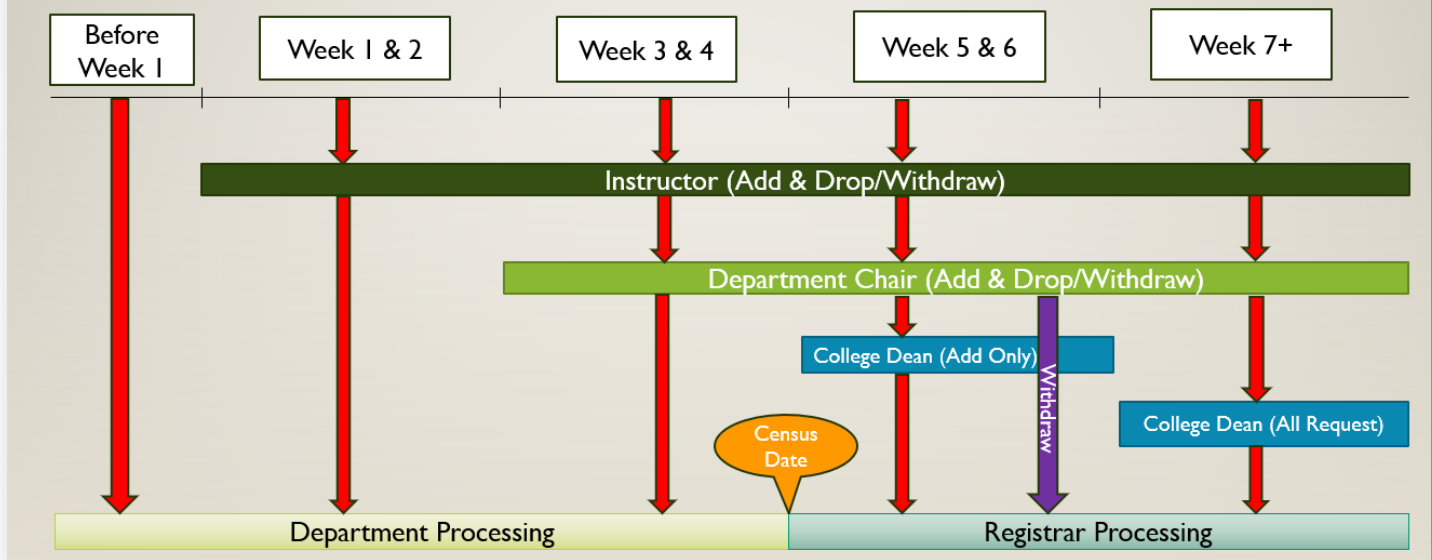 Before
Week 1
Week 1 & 2
Week 3 & 4
Week 5 & 6
Week 7+
Instructor (Add & Drop/Withdraw)
Department Chair (Add & Drop/Withdraw)
College Dean (Add Only)
Withdraw
College Dean (All Request)
Census
Date
Department Processing
Registrar Processing